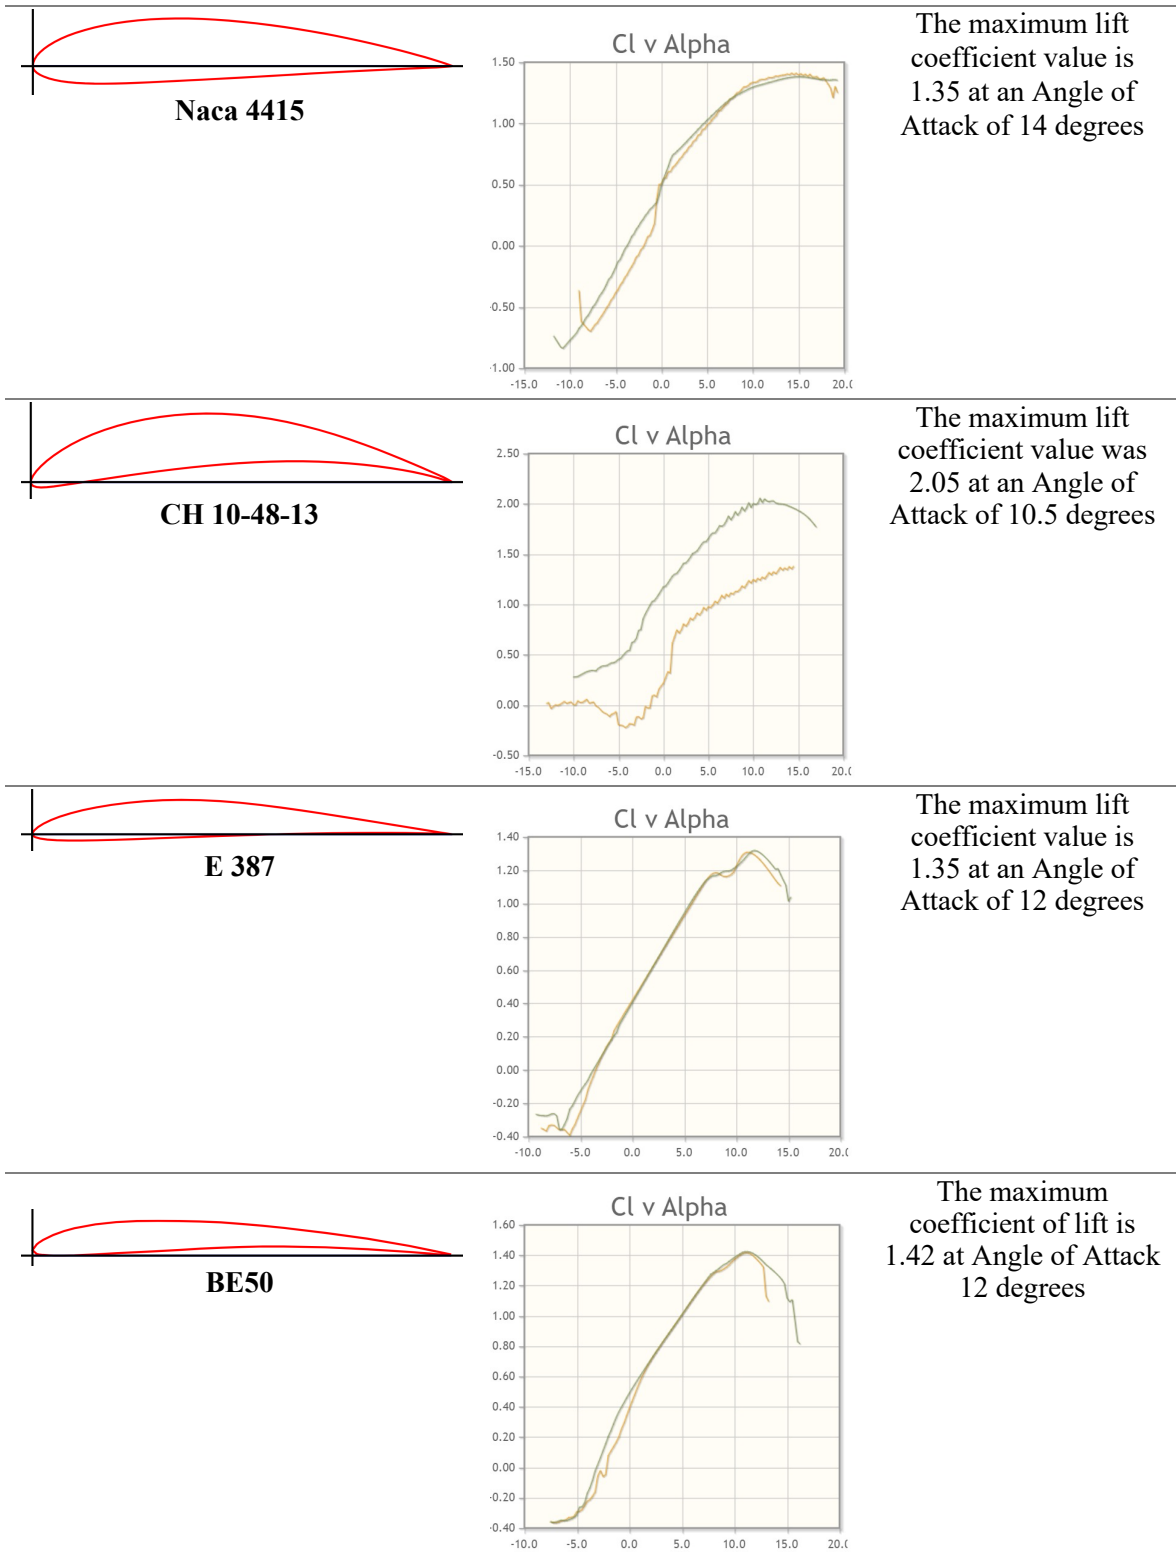 Naca 4415
Cl v Alpha
1.50
1.00
0.50
0.00
0.50
1.00
-15.0 -10.0 -5.0 0.0 5.0 10.0 15.0 20.0
The maximum lift
coefficient value is
1.35 at an Angle of
Attack of 14 degrees
CH 10-48-13
Cl v Alpha
2.50
2.00
1.50
1.00
0.50
0.00
-0.50
-15.0 -10.0 -5.0 0.0 5.0 10.0 15.0 20.0
The maximum lift
coefficient value was
2.05 at an Angle of
Attack of 10.5 degrees
E 387
Cl v Alpha
1.40
1.20
1.00
0.80
0.60
0.40
0.20
0.00
-0.20
-0.40
-10.0 -5.0 0.0 5.0 10.0 15.0 20.0
The maximum lift
coefficient value is
1.35 at an Angle of
Attack of 12 degrees
BE50
Cl v Alpha
1.60
1.40
1.20
1.00
0.80
0.60
0.40
0.20
0.00
-0.20
-0.40
-10.0 -5.0 0.0 5.0 10.0 15.0 20.0
The maximum
coefficient of lift is
1.42 at Angle of Attack
12 degrees